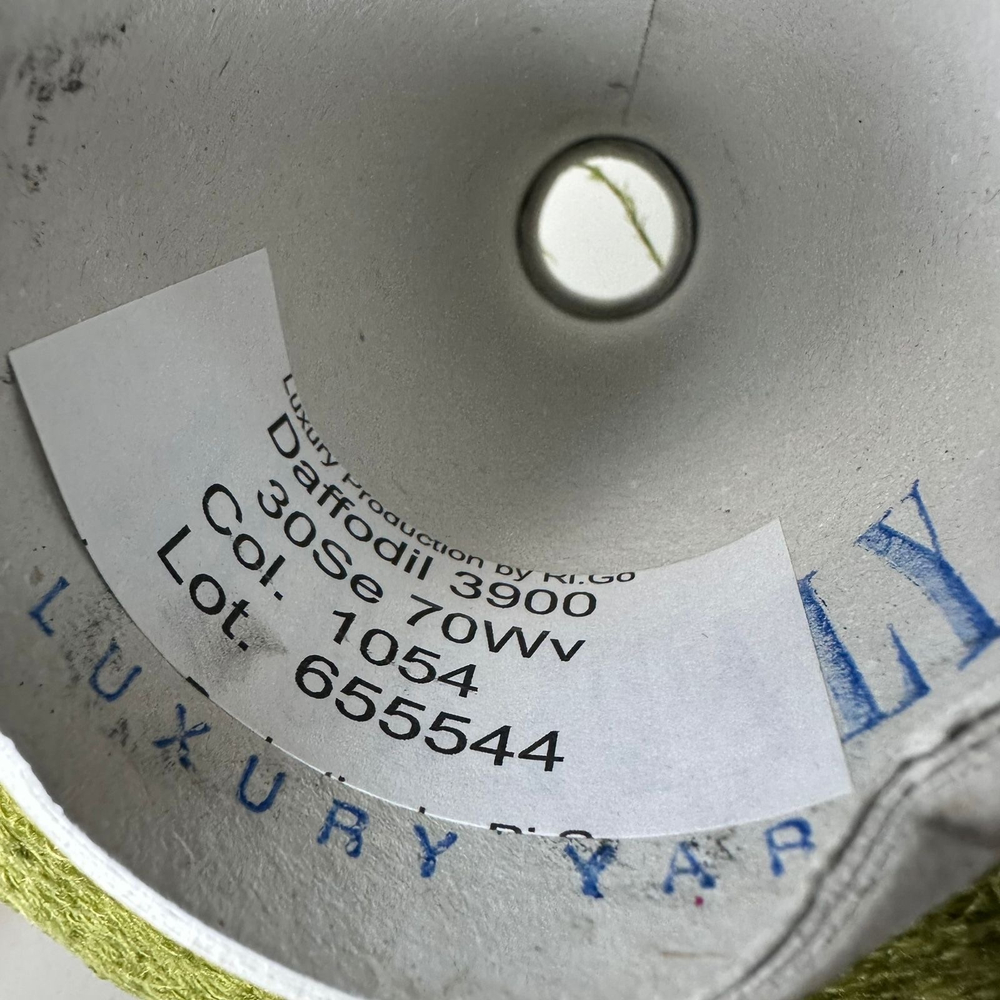 Luxury Production by Ri.Go
Daffodil 3900
30Se 70Wv
Col. 1054
Lot. 655544
LY
LUXURY YAR